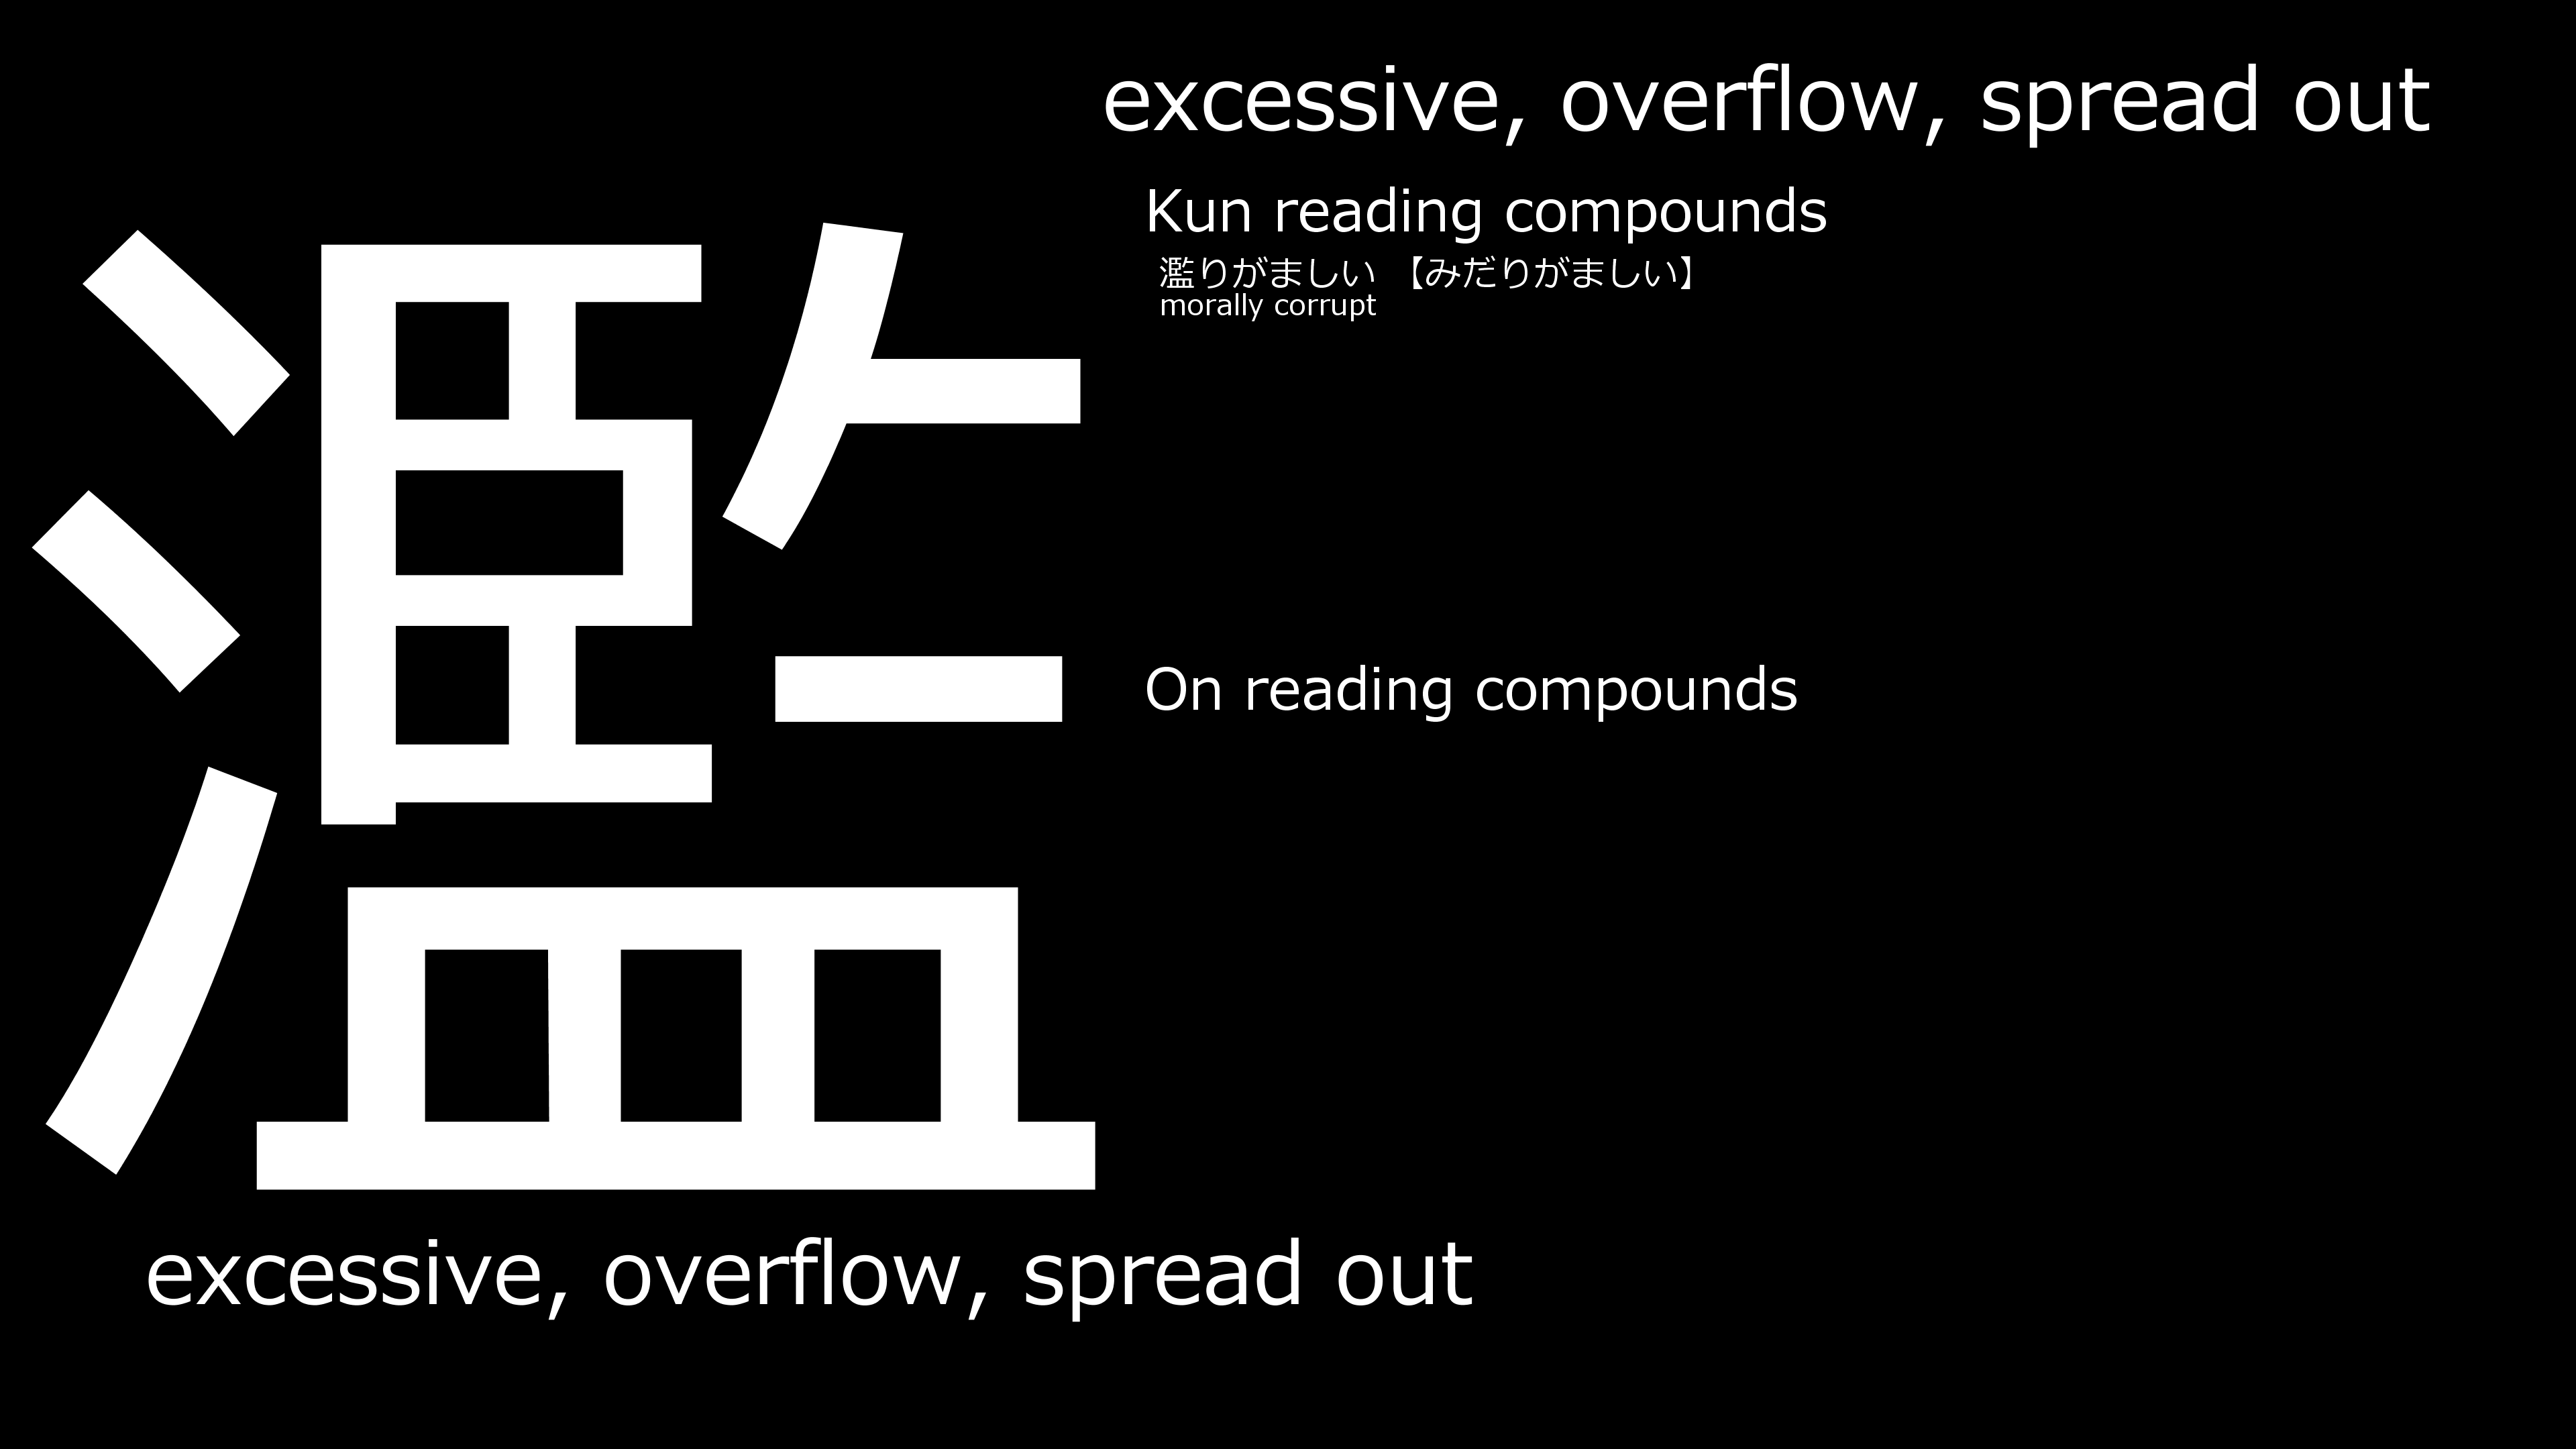 excessive, overflow, spread out
Kun reading compounds
濫りがましい 【みだりがましい】
morally corrupt
濫
On reading compounds
excessive, overflow, spread out